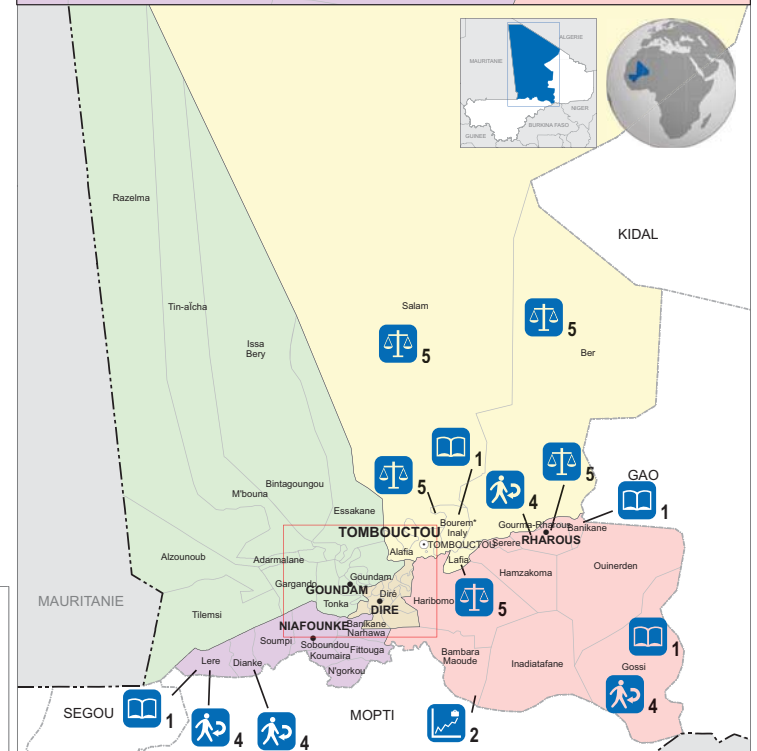 ALGERIE
MAURITANIE
NIGER
BURKINA FASO
GUINEE
Razelma
KIDAL
Tin-aïcha
Salam
5
5
Issa
Bery
Ber
1
5
5
GAO
4
1
Bintagoungou
M'bouna
Essakane
Bourem*
Inaly
Gourma-Rharous
Banikane
TOMBOUCTOU
TOMBOUCTOU
Serere
RHAROUS
Alzounoub
Adarmalane
Alafia
Lafia
Ouinerden
Hamzakoma
Gargando
Goundam
GOUNDAM
Diré
MAURITANIE
Tonka
DIRE
Haribomo
5
Tilemsi
NIAFOUNKE
Banikane
Narhawa
Soumpi
Soboundou
Koumaira
Fittouga
Bambara
Maoude
1
Lere
Dianke
N'gorkou
Inadiatafane
Gossi
4
SEGOU
1
4
4
MOPTI
2